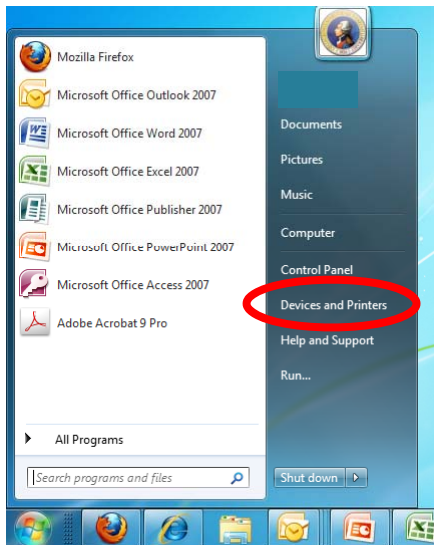 Mozilla Firefox
Microsoft Office Outlook 2007
Microsoft Office Word 2007
Microsoft Office Excel 2007
Microsoft Office Publisher 2007
Microsoft Office PowerPoint 2007
Microsoft Office Access 2007
Adobe Acrobat 9 Pro
All Programs
Search programs and files
Documents
Pictures
Music
Computer
Control Panel
Devices and Printers
Help and Support
Run...
Shut down